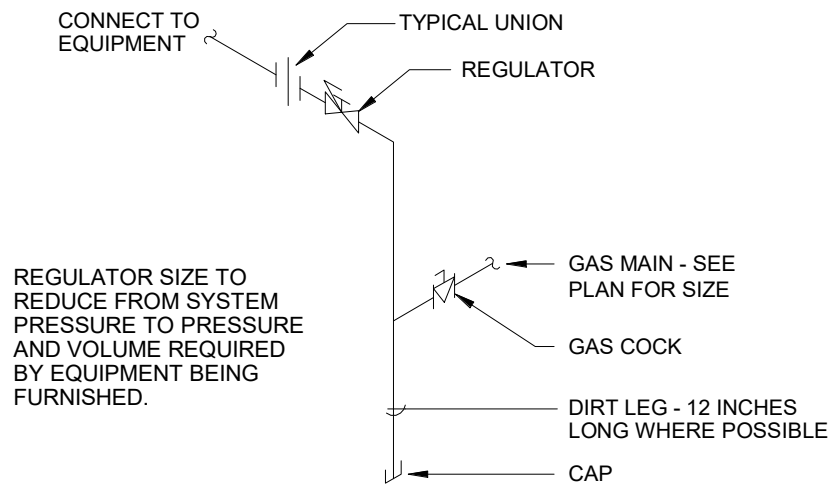 CONNECT TO
EQUIPMENT
TYPICAL UNION
REGULATOR
GAS MAIN - SEE
PLAN FOR SIZE
REGULATOR SIZE TO
REDUCE FROM SYSTEM
PRESSURE TO PRESSURE
AND VOLUME REQUIRED
BY EQUIPMENT BEING
FURNISHED.
GAS COCK
DIRT LEG - 12 INCHES
LONG WHERE POSSIBLE
CAP